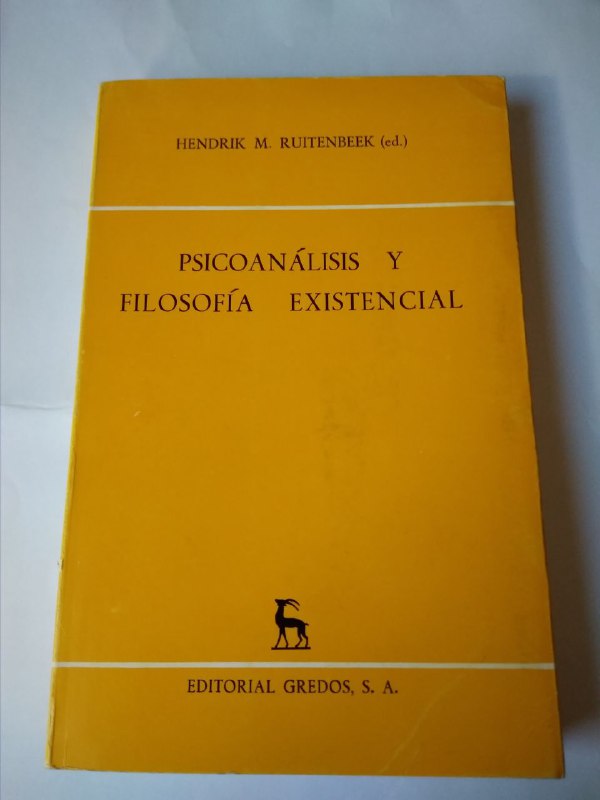 HENDRIK M. RUITENBEEK (ed.)
PSICOANÁLISIS Y
FILOSOFÍA EXISTENCIAL
EDITORIAL GREDOS, S. A.